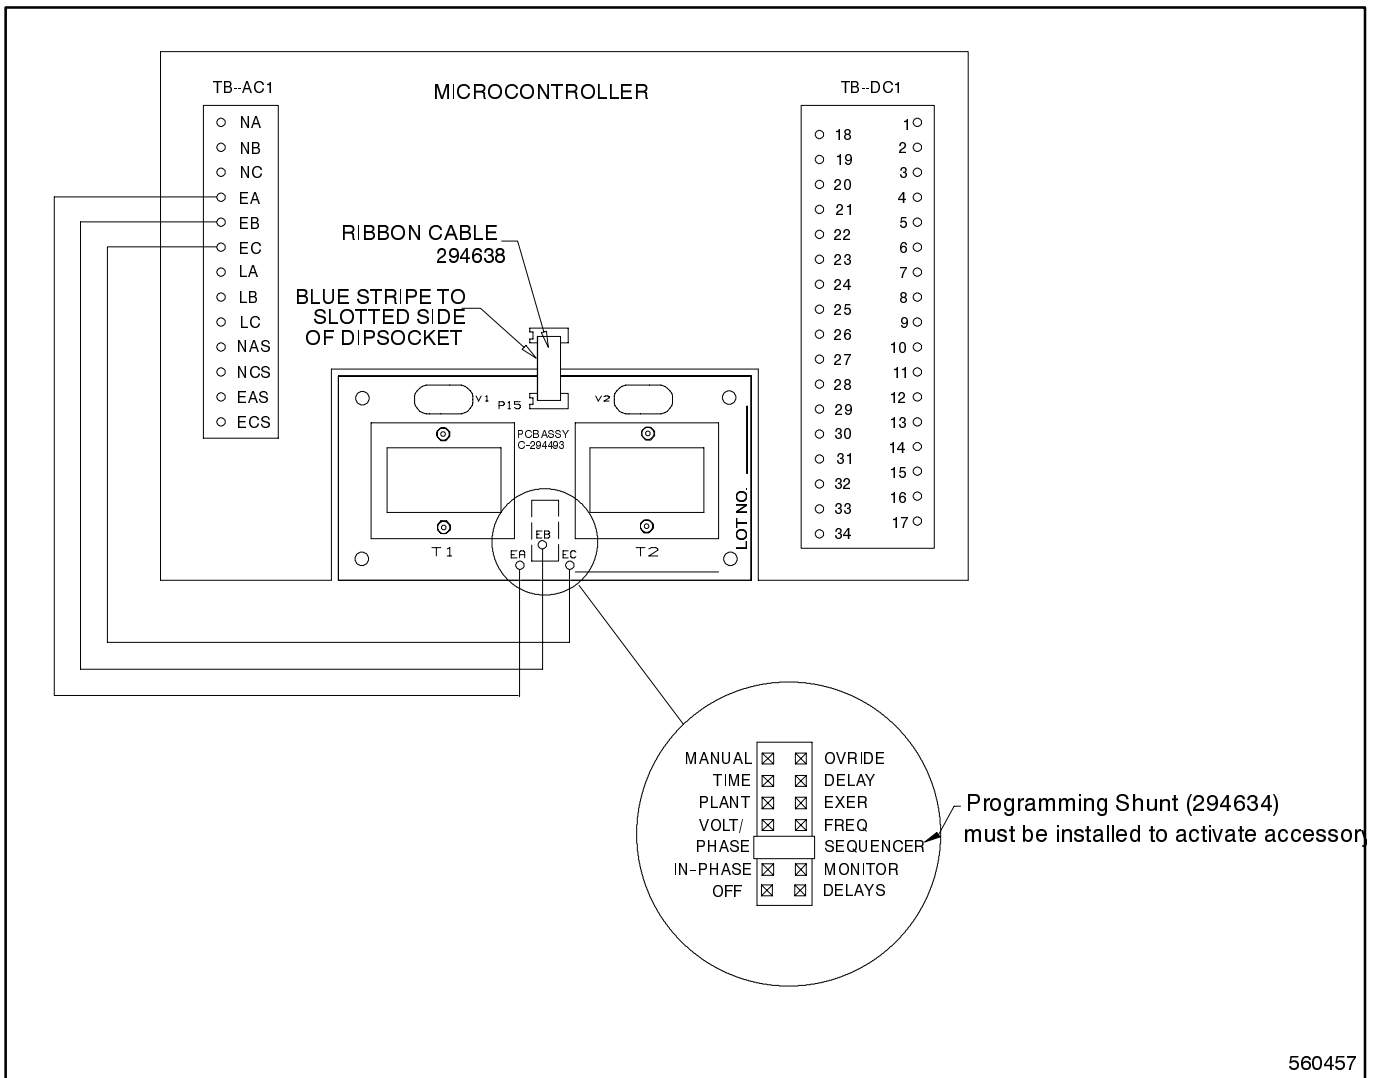 TB--AC1
MICROCONTROLLER
TB--DC1
NA
NB
NC
EA
EB
EC
LA
LB
LC
NAS
NCS
EAS
ECS
18
19
20
21
22
23
24
25
26
27
28
29
30
31
32
33
34
1
2
3
4
5
6
7
8
9
10
11
12
13
14
15
16
17
RIBBON CABLE
294638
BLUE STRIPE TO
SLOTTED SIDE
OF DIPSOCKET
V1
P15
V2
PCBASSY
C-294493
LOT NO.
T1
EA
EB
EC
T2
MANUAL OVRIDE
TIME DELAY
PLANT EXER
VOLT/ FREQ
PHASE SEQUENCER
IN-PHASE MONITOR
OFF DELAYS
Programming Shunt (294634)
must be installed to activate accessory
560457